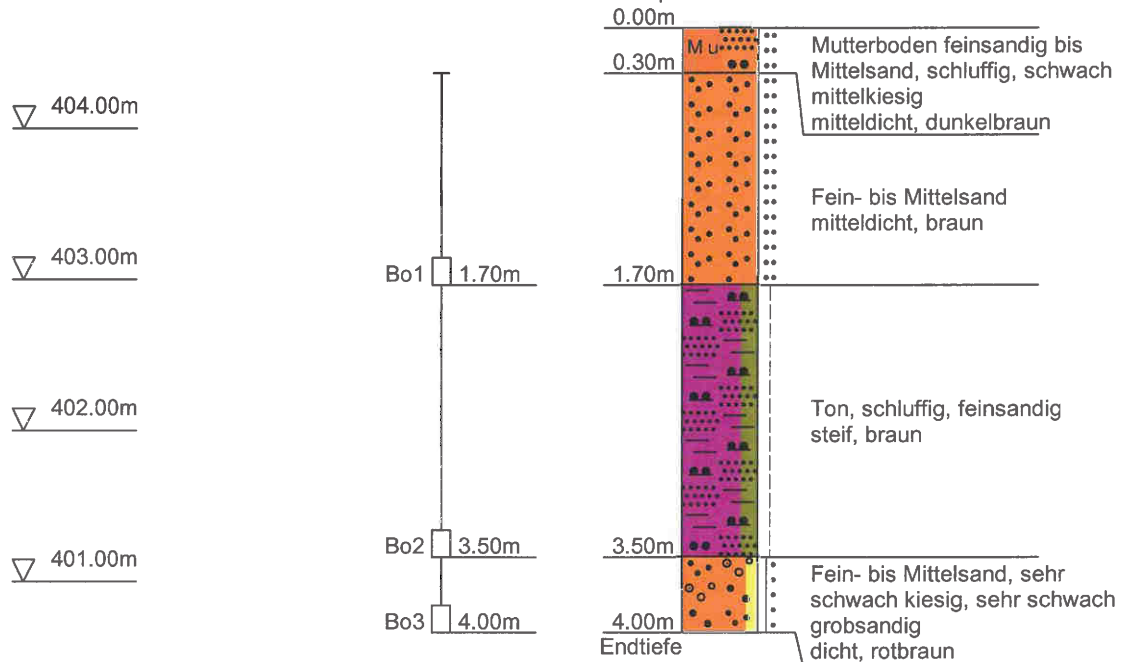 0.00m
Mu
0.30m
Mutterboden feinsandig bis
Mittelsand, schluffig, schwach
mittelkiesig
mitteldicht, dunkelbraun
404.00m
Fein- bis Mittelsand
mitteldicht, braun
403.00m
Bo1 1.70m
1.70m
402.00m
Ton, schluffig, feinsandig
steif, braun
401.00m
Bo2 3.50m
3.50m
Fein- bis Mittelsand, sehr
schwach kiesig, sehr schwach
grobsandig
dicht, rotbraun
Bo3 4.00m
4.00m
Endtiefe